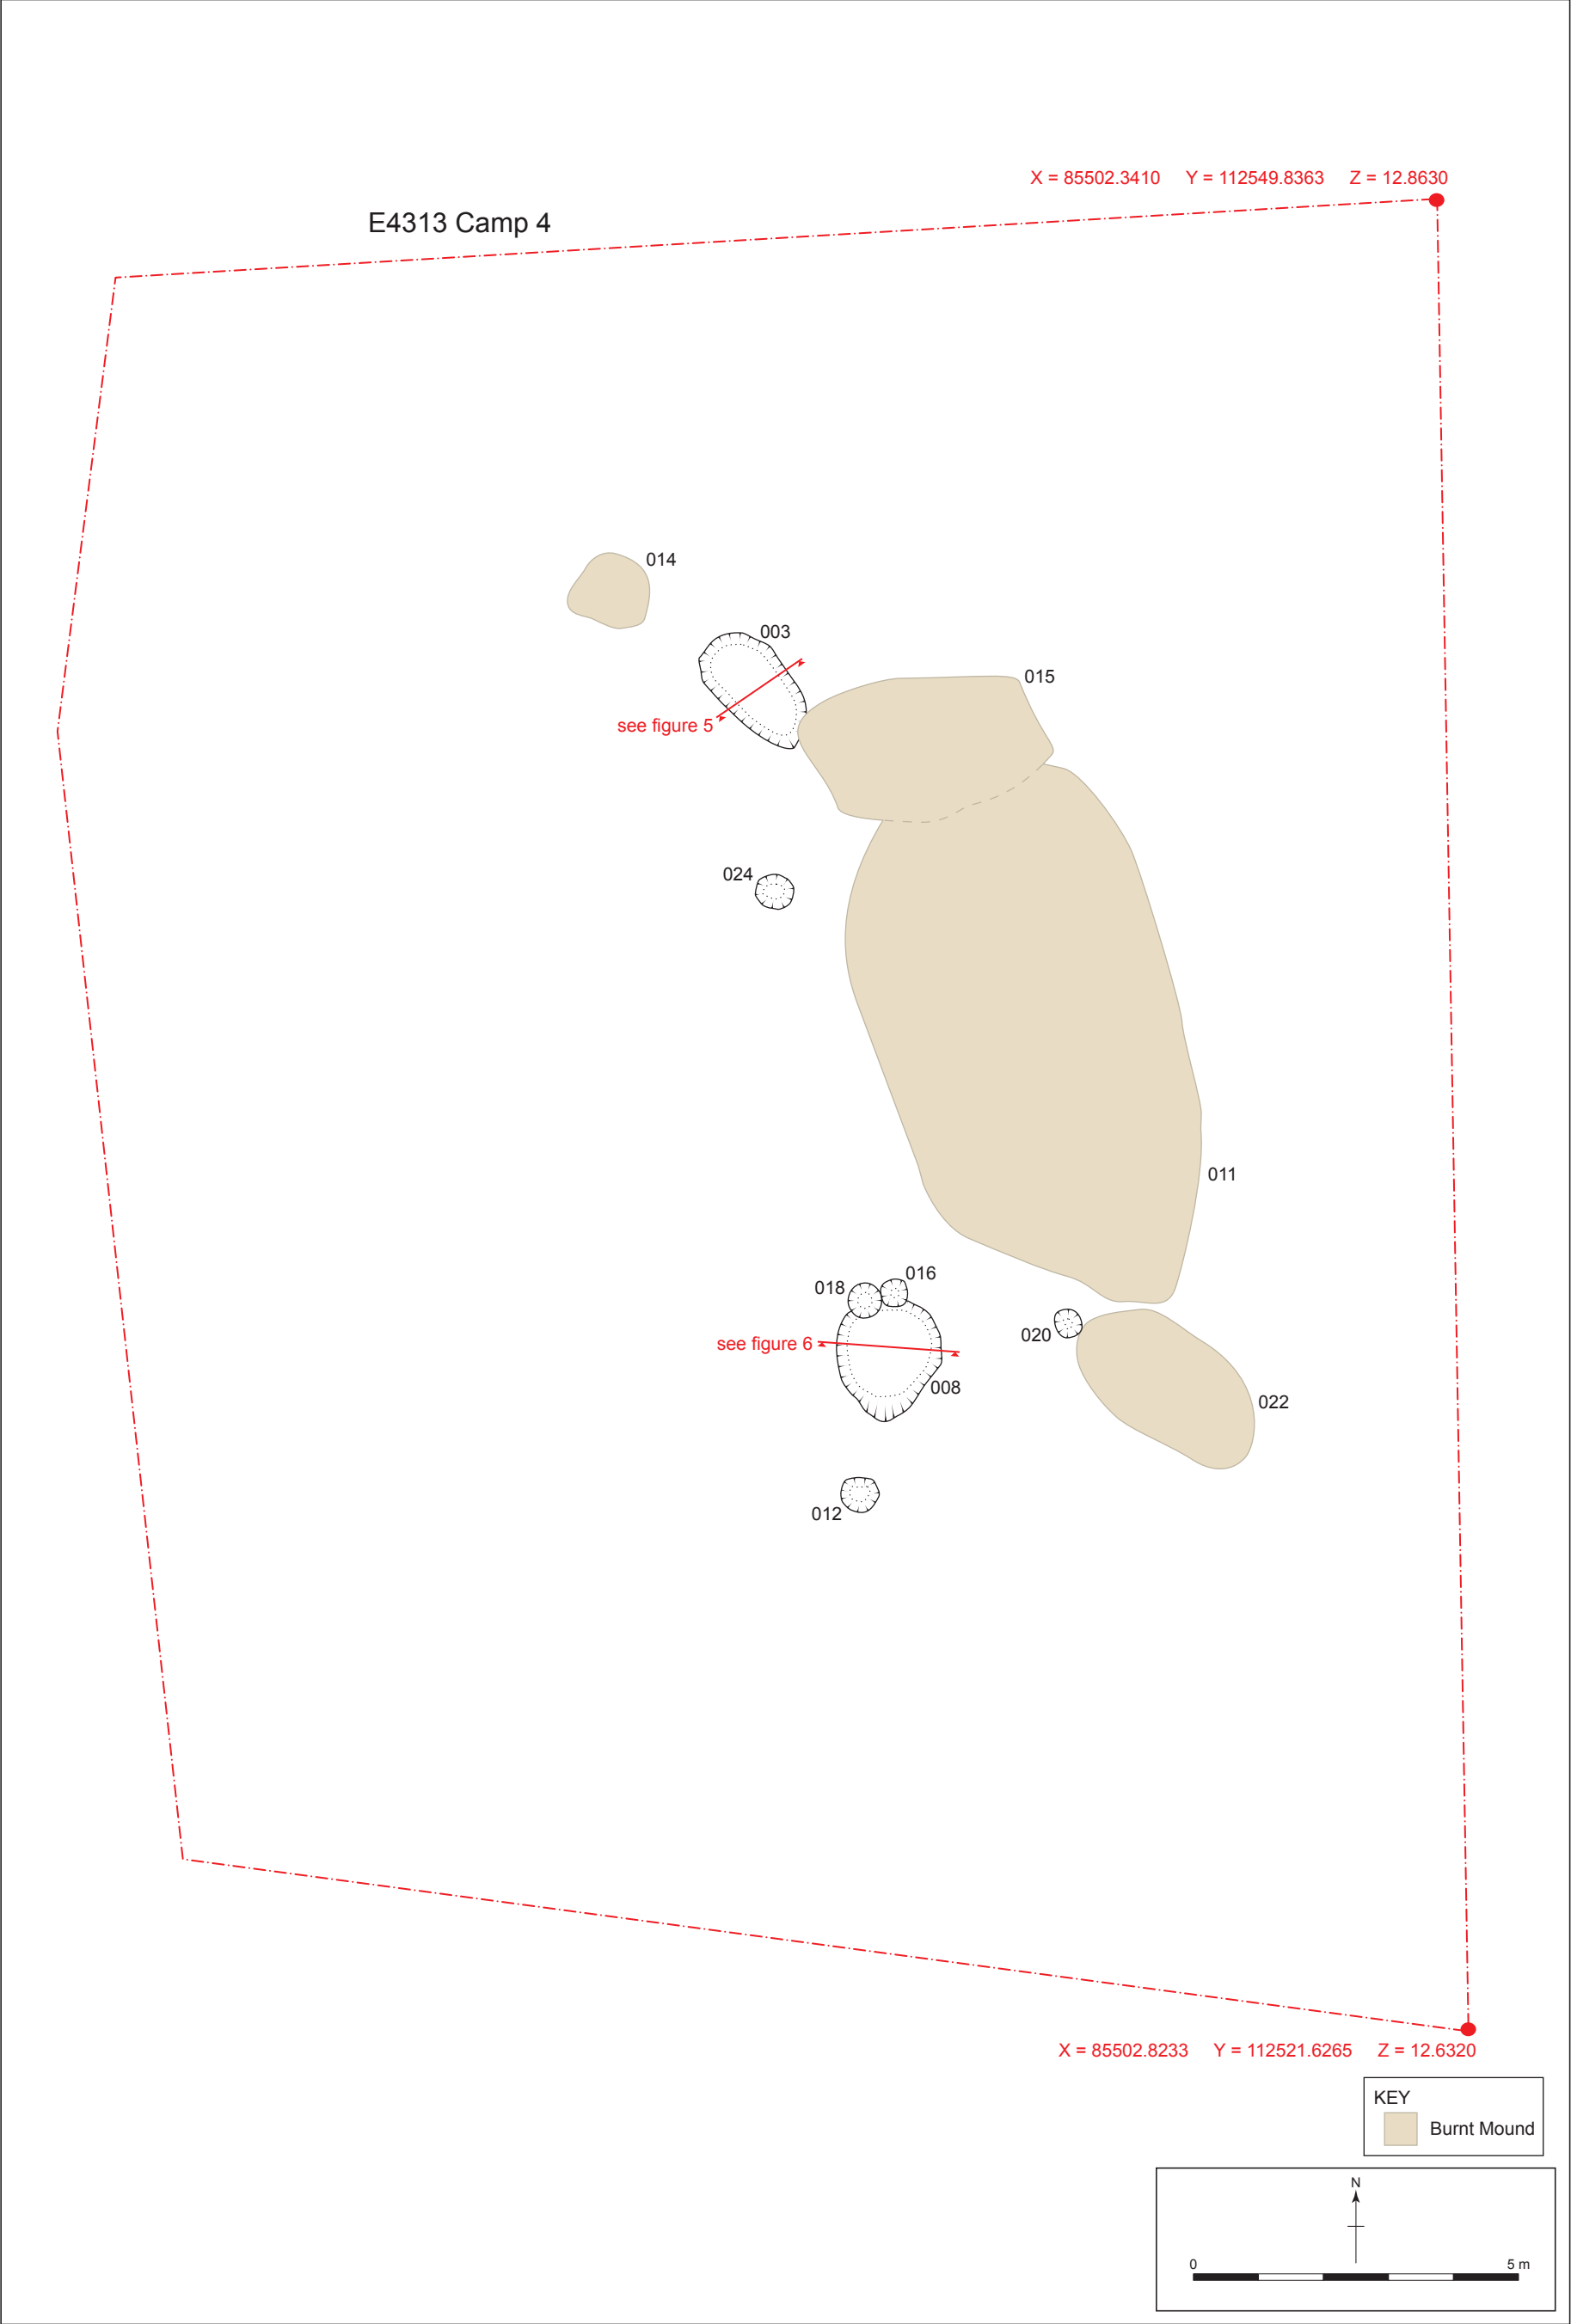 X = 85502.3410 Y = 112549.8363 Z = 12.8630
E4313 Camp 4
014
003
015
see figure 5
024
011
016
018
020
see figure 6
008
022
012
X = 85502.8233 Y = 112521.6265 Z = 12.6320
KEY
Burnt Mound
N
0 5 m